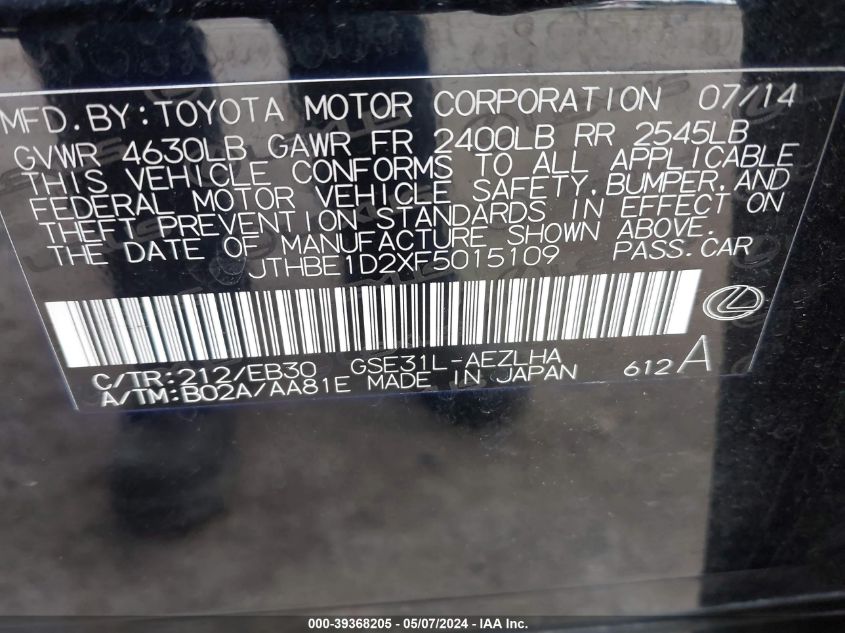 MFD.BY:TOYOTA MOTOR CORPORATION 07/14
GVWR 4630LB GAWR FR 2400LB RR 2545LB
THIS VEHICLE CONFORMS TO ALL APPLICABLE
FEDERAL MOTOR VEHICLE SAFETY,BUMPER,AND
THEFT PREVENTION STANDARDS IN EFFECT ON
THE DATE OF MANUFACTURE SHOWN ABOVE.
JTHBE1D2XF5015109 PASS.CAR
C/TR:212/EB30 GSE31L-AEZLHA 612A
A/TM:B02A/AA81E MADE IN JAPAN
000-39368205 - 05/07/2024 - IAA Inc.